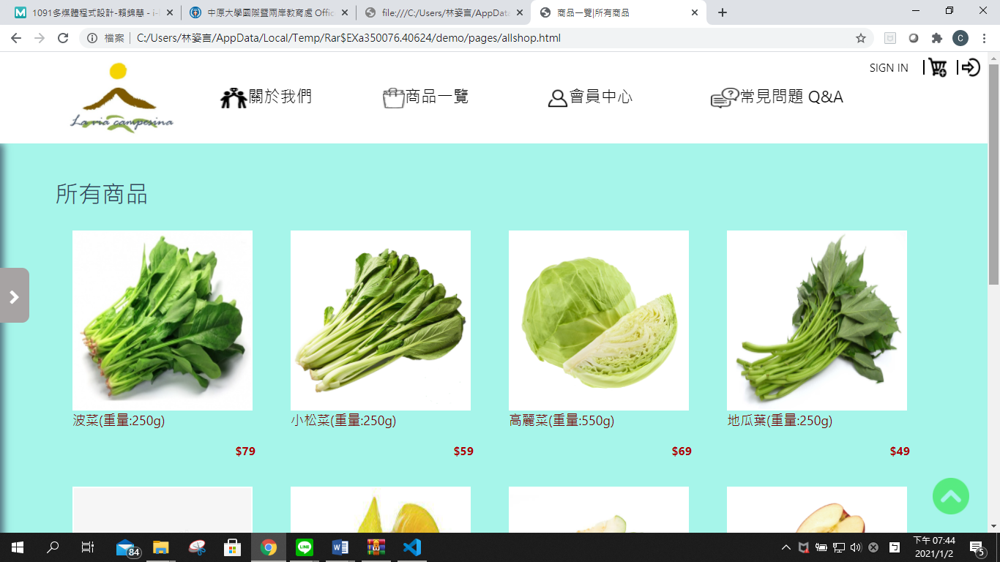 1091多媒體程式設計-賴錦慧 - i-
中原大學國際暨兩岸教育處 Offic
file:///C:/Users/林姿言/AppData
商品一覽|所有商品
檔案 C:/Users/林姿言/AppData/Local/Temp/Rar$EXa350076.40624/demo/pages/allshop.html
C
SIGN IN
La via campesina
關於我們
商品一覽
會員中心
常見問題 Q&A
所有商品
波菜(重量:250g)
$79
小松菜(重量:250g)
$59
高麗菜(重量:550g)
$69
地瓜葉(重量:250g)
$49
84
下午 07:44
2021/1/2
5